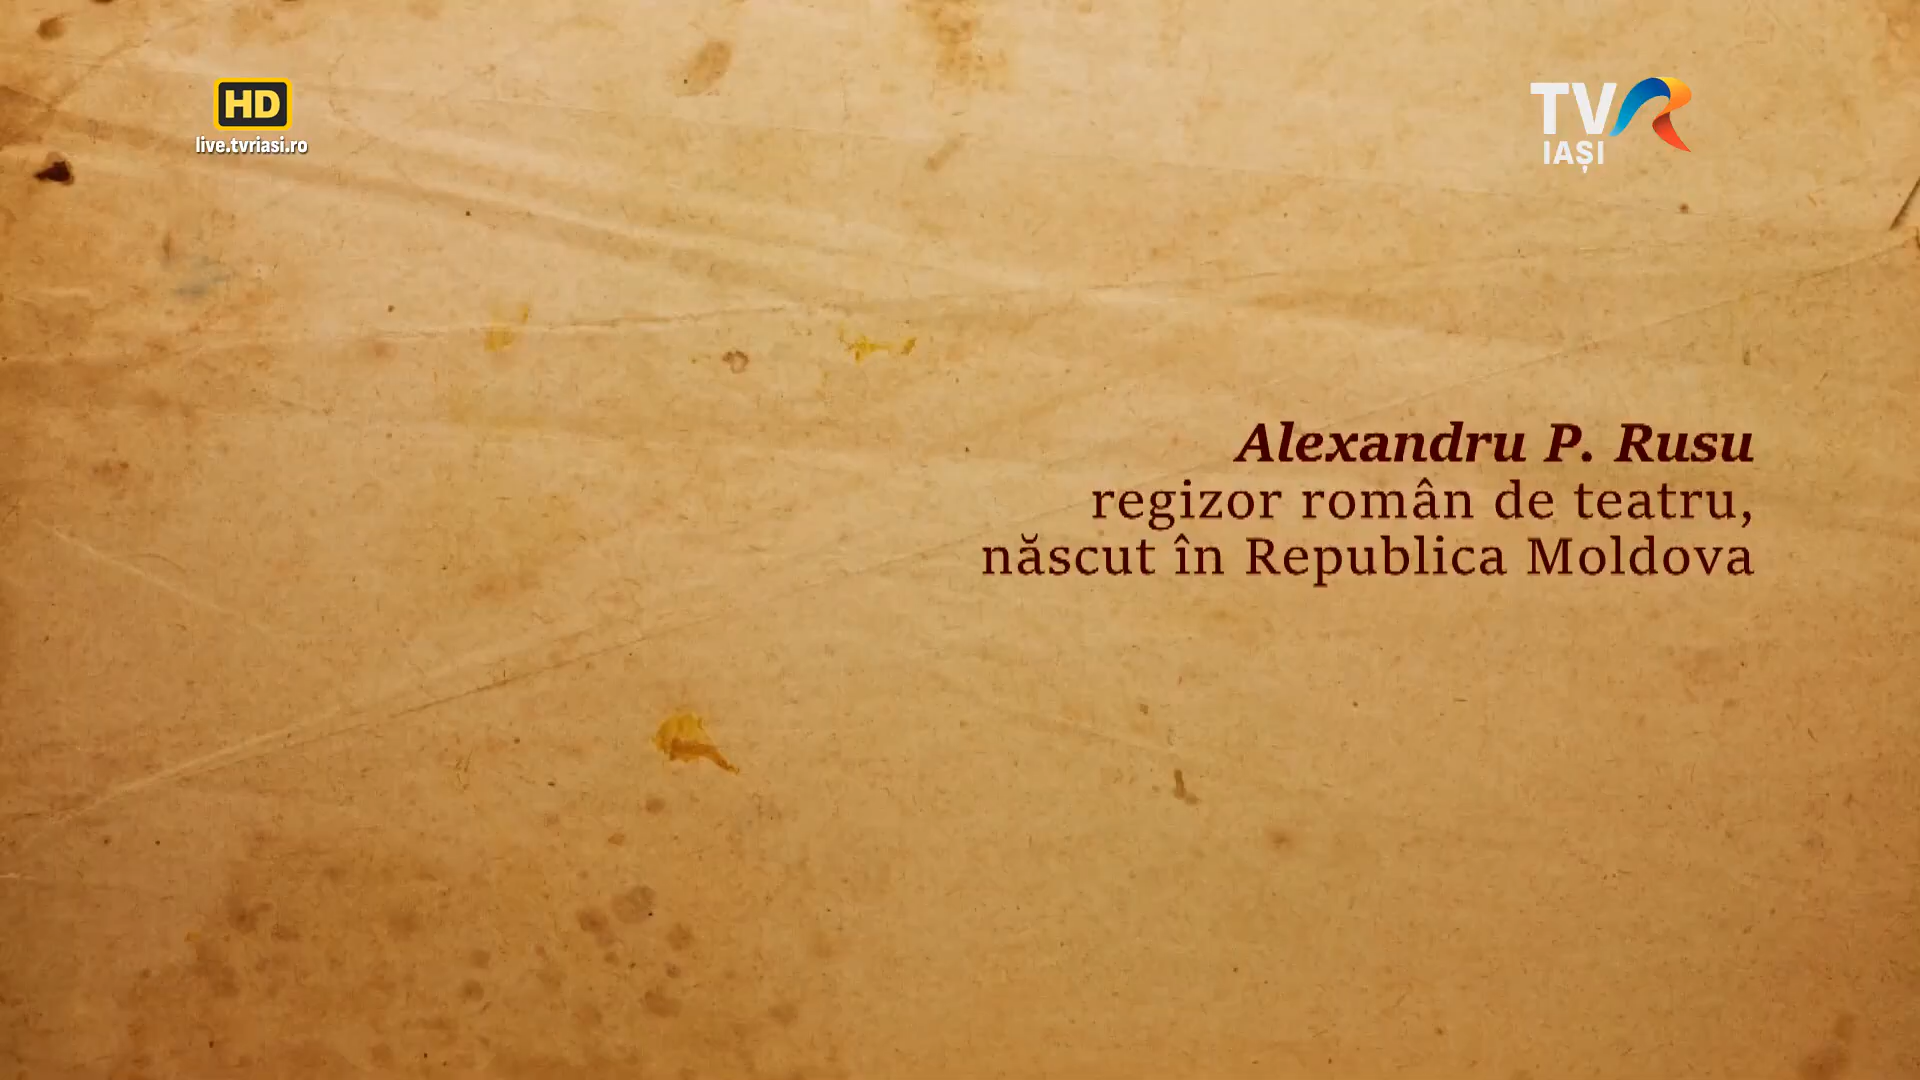 HD
live.tvriasi.ro
TVR
IAȘI
Alexandru P. Rusu
regizor român de teatru,
născut în Republica Moldova